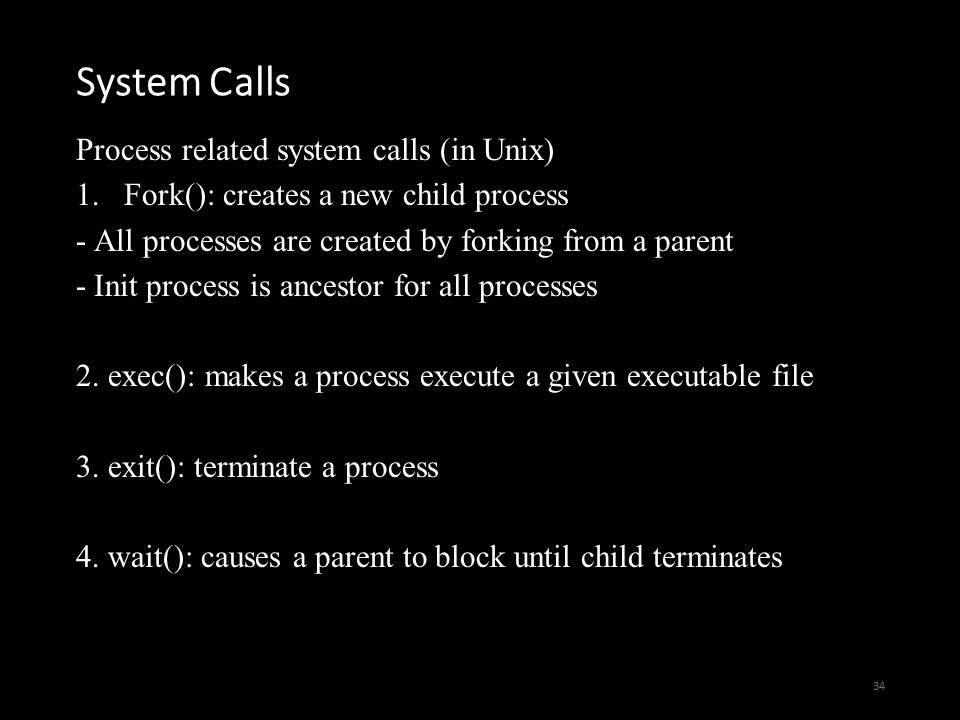 System Calls
Process related system calls (in Unix)
1. Fork(): creates a new child process
- All processes are created by forking from a parent
- Init process is ancestor for all processes
2. exec(): makes a process execute a given executable file
3. exit(): terminate a process
4. wait(): causes a parent to block until child terminates
34